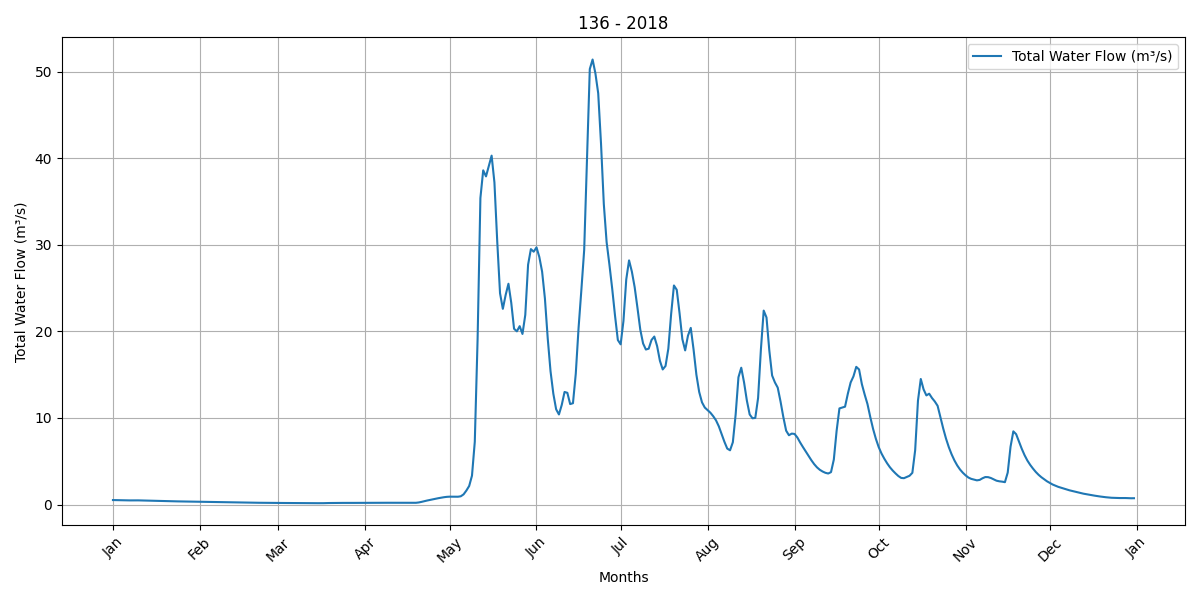 136 - 2018
Total Water Flow (m³/s)
Total Water Flow (m³/s)
50
40
30
20
10
0
Jan
Feb
Mar
Apr
May
Jun
Jul
Aug
Sep
Oct
Nov
Dec
Jan
Months